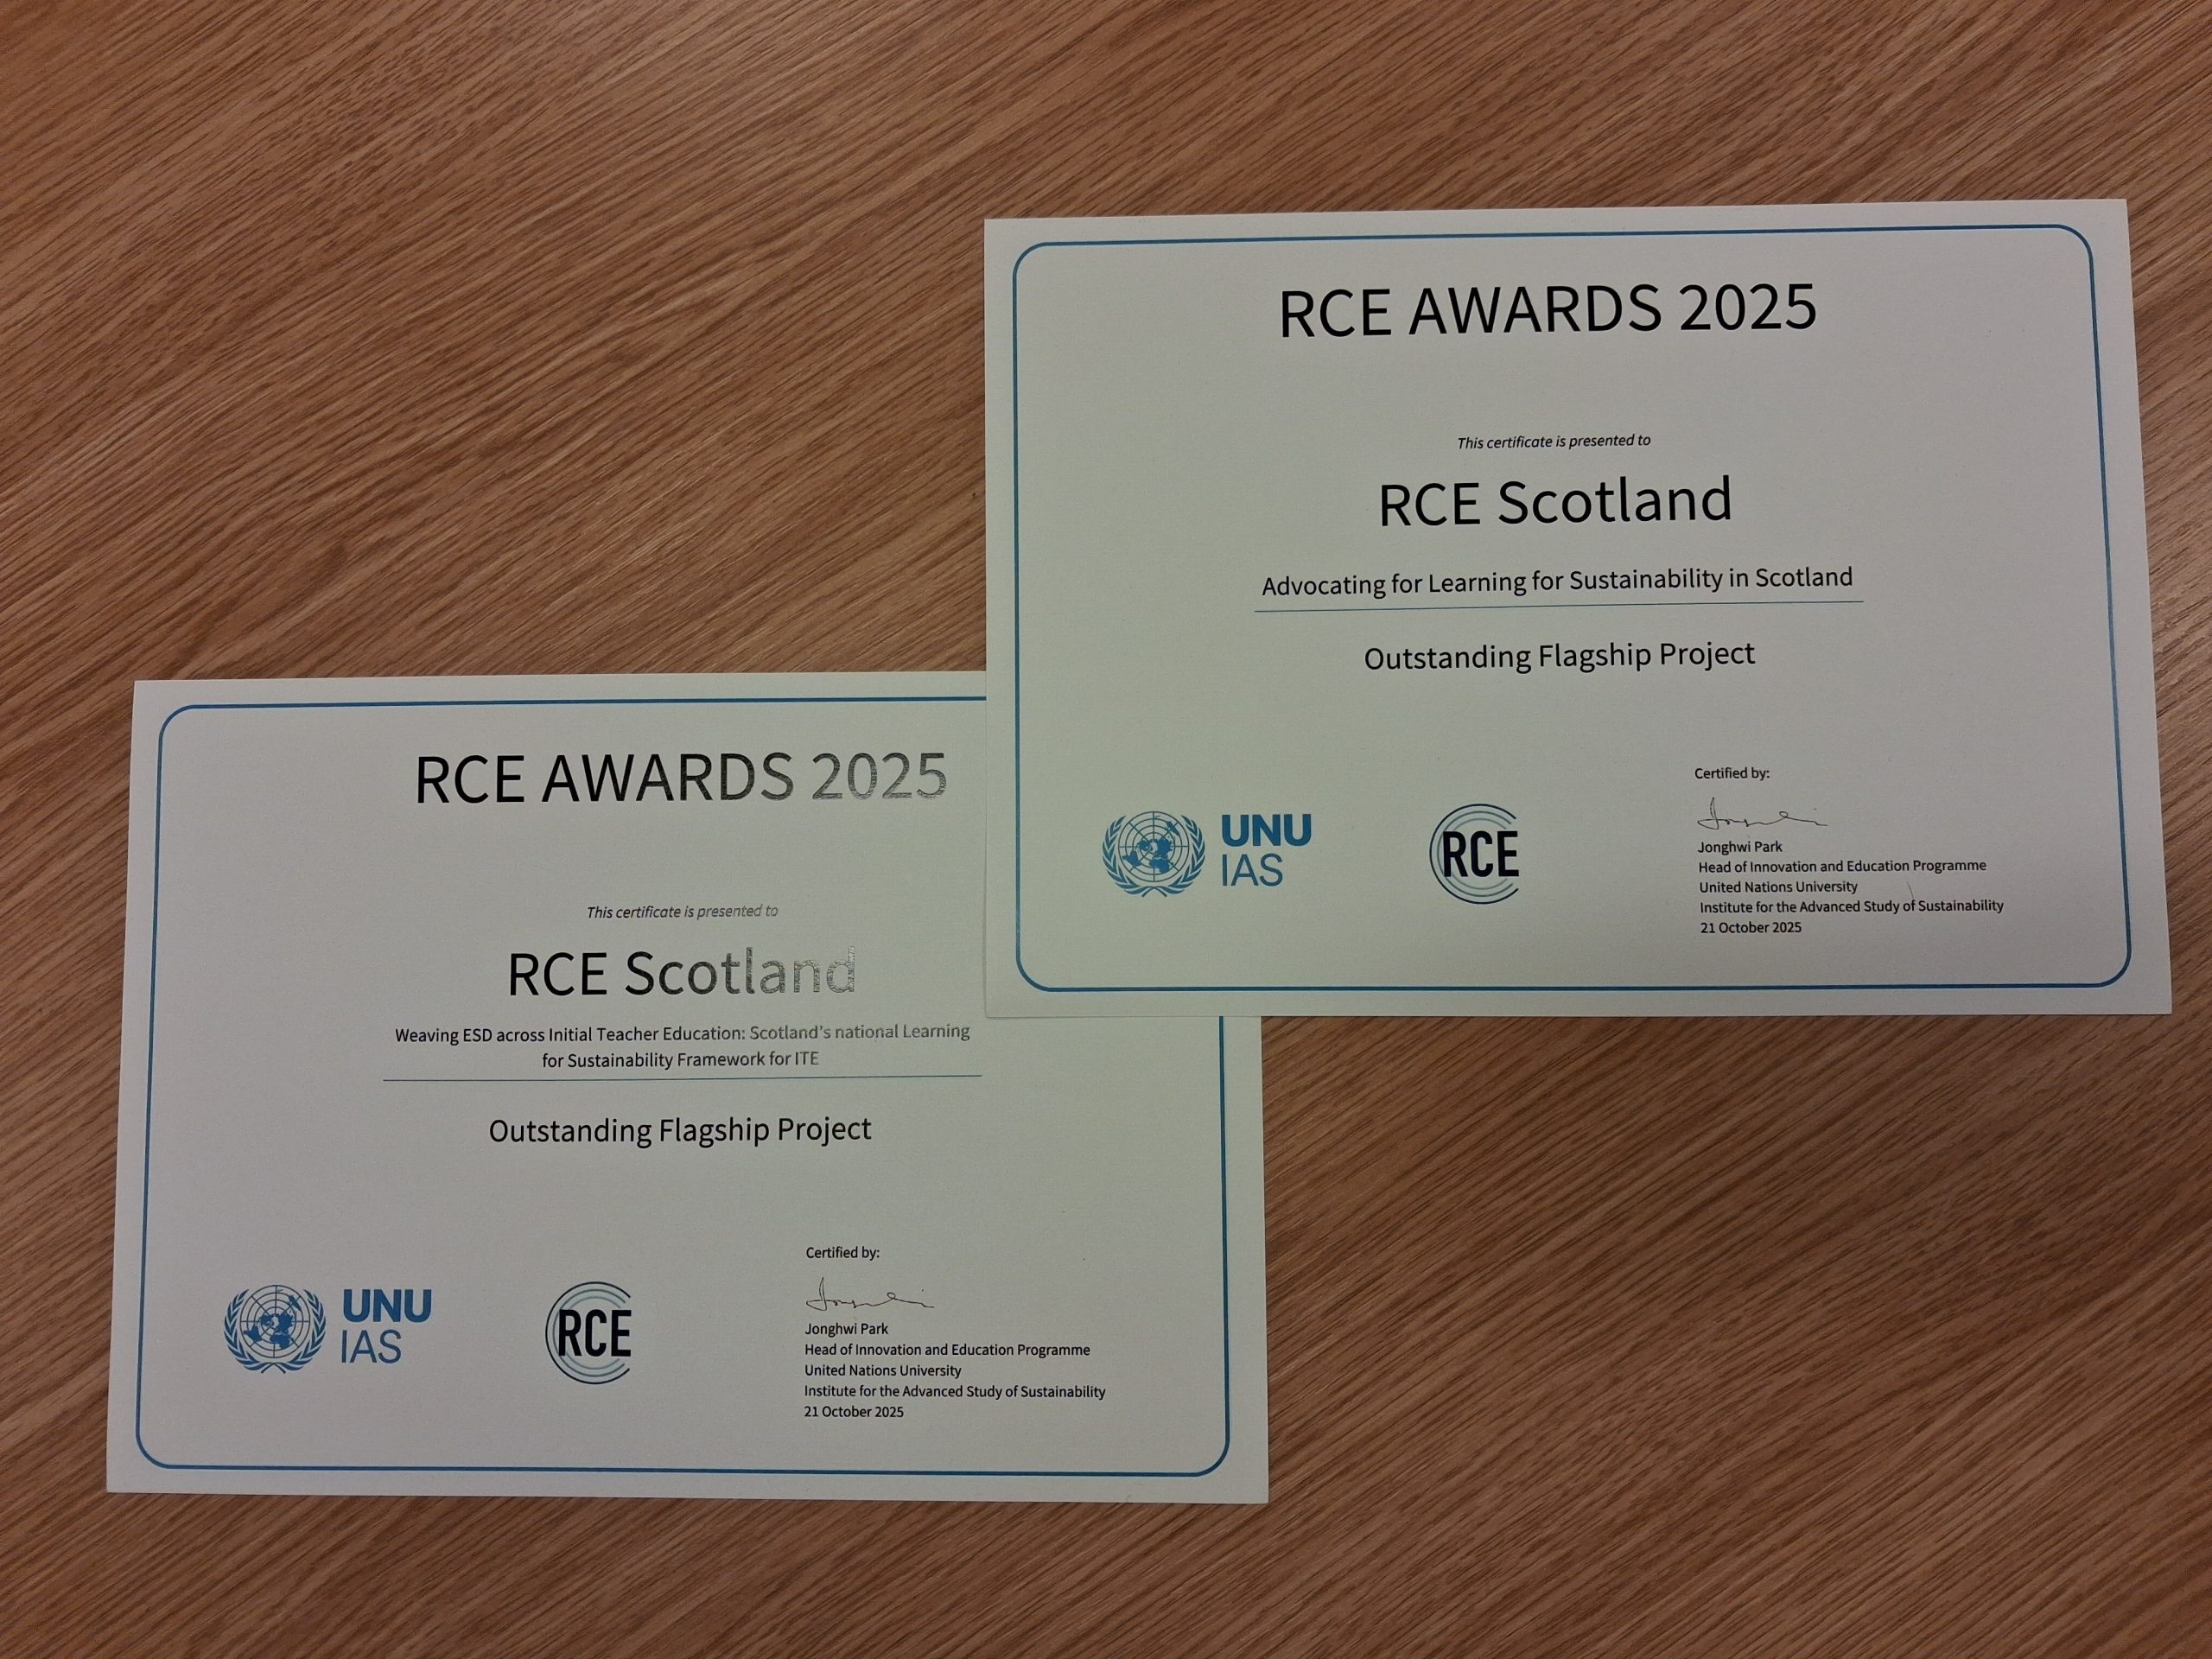 RCE AWARDS 2025
This certificate is presented to
RCE Scotland
Advocating for Learning for Sustainability in Scotland
Outstanding Flagship Project
Certified by:
UNU
IAS
RCE
Jonghwi Park
Head of Innovation and Education Programme
United Nations University
Institute for the Advanced Study of Sustainability
21 October 2025
RCE AWARDS 2025
This certificate is presented to
RCE Scotland
Weaving ESD across Initial Teacher Education: Scotland's national Learning
for Sustainability Framework for ITE
Outstanding Flagship Project
Certified by:
UNU
IAS
RCE
Jonghwi Park
Head of Innovation and Education Programme
United Nations University
Institute for the Advanced Study of Sustainability
21 October 2025